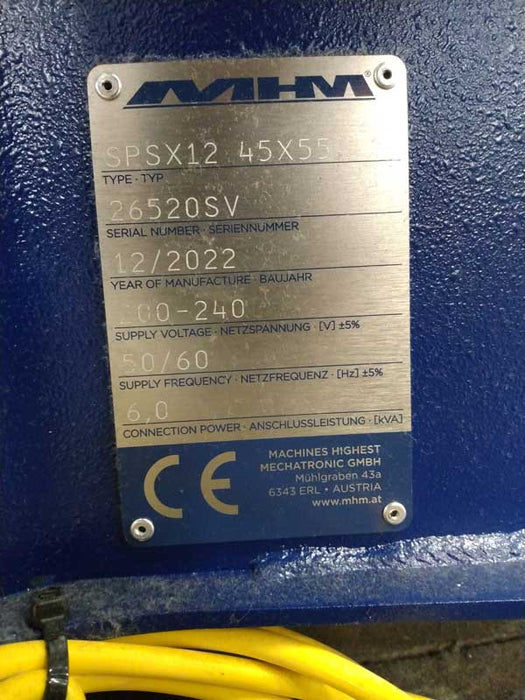 MHM®
SPSX12 45X55
TYPE · TYP
26520SV
SERIAL NUMBER · SERIENNUMMER
12/2022
YEAR OF MANUFACTURE · BAUJAHR
00-240
SUPPLY VOLTAGE · NETZSPANNUNG · [V] ±5%
50/60
SUPPLY FREQUENCY · NETZFREQUENZ · [Hz] ±5%
6,0
CONNECTION POWER · ANSCHLUSSLEISTUNG · [kVA]
CE
MACHINES HIGHEST
MECHATRONIC GMBH
Mühlgraben 43a
6343 ERL • AUSTRIA
www.mhm.at